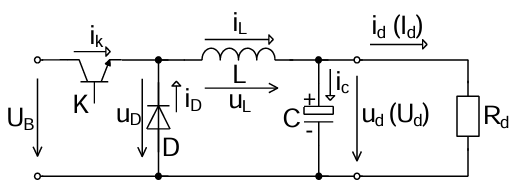 i_k
i_L
i_d (I_d)
K
L
i_D
u_L
i_c
U_B
u_D
D
C
+
-
u_d (U_d)
R_d